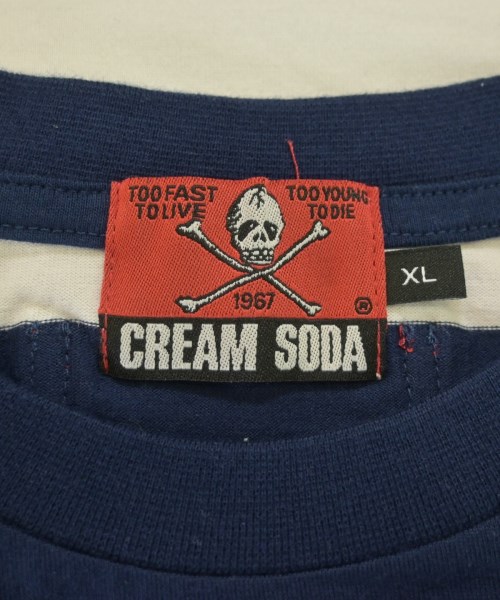 TOO FAST TO LIVE
TOO YOUNG TO DIE
1967
®
CREAM SODA
XL